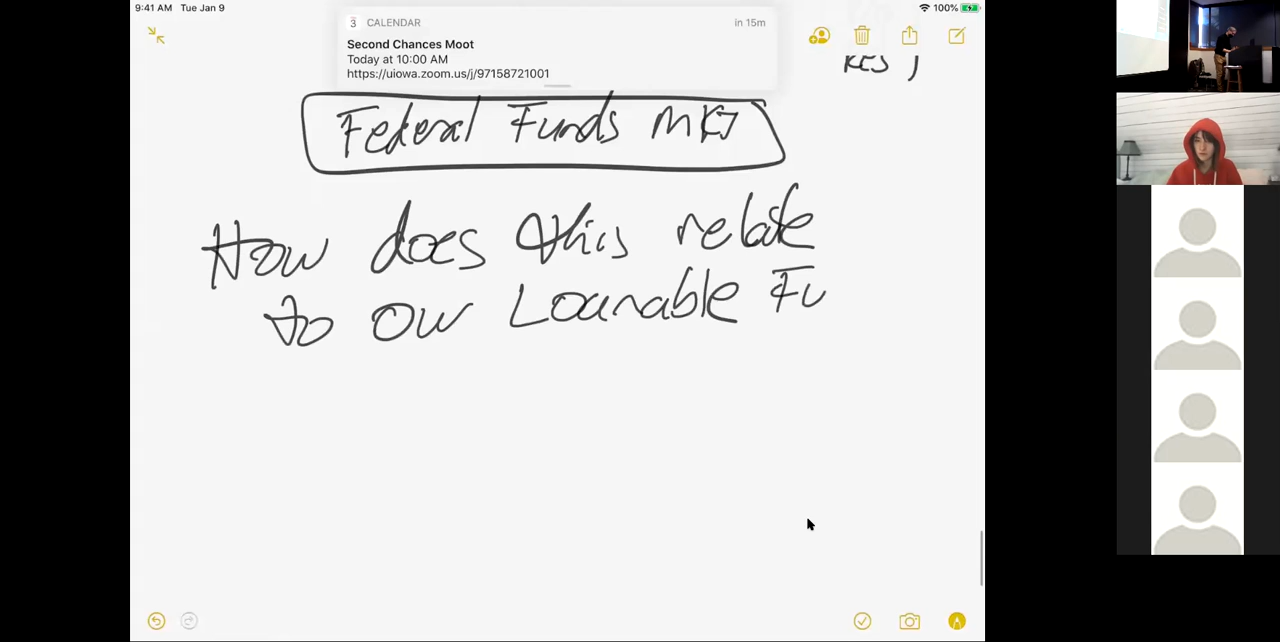 9:41 AM Tue Jan 9
100%
3 CALENDAR in 15m
Second Chances Moot
Today at 10:00 AM
https://uiowa.zoom.us/j/97158721001
Federal Funds MKT
How does this relate
to our Loanable Fu